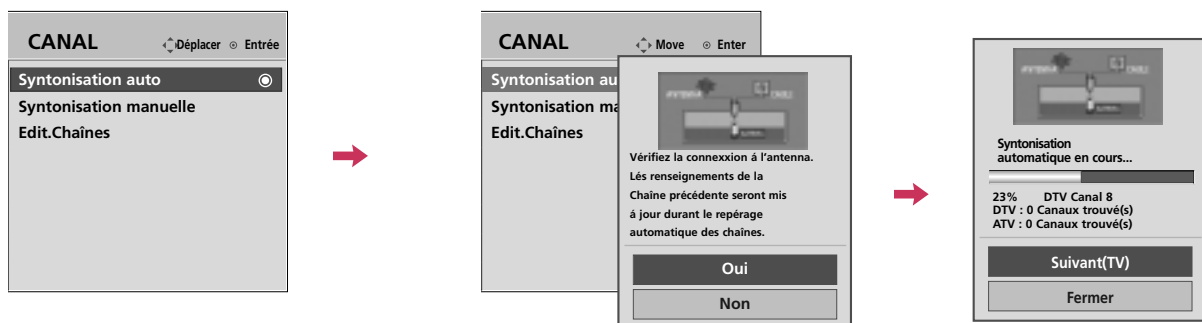 CANAL
Déplacer
Entrée
Syntonisation auto
Syntonisation manuelle
Edit.Chaînes
CANAL
Move
Enter
Syntonisation au
Syntonisation ma
Edit.Chaînes
Vérifiez la connexxion á l'antenna.
Lés renseignements de la
Chaîne précédente seront mis
á jour durant le repérage
automatique des chaînes.
Oui
Non
Syntonisation
automatique en cours...
23% DTV Canal 8
DTV : 0 Canaux trouvé(s)
ATV : 0 Canaux trouvé(s)
Suivant(TV)
Fermer